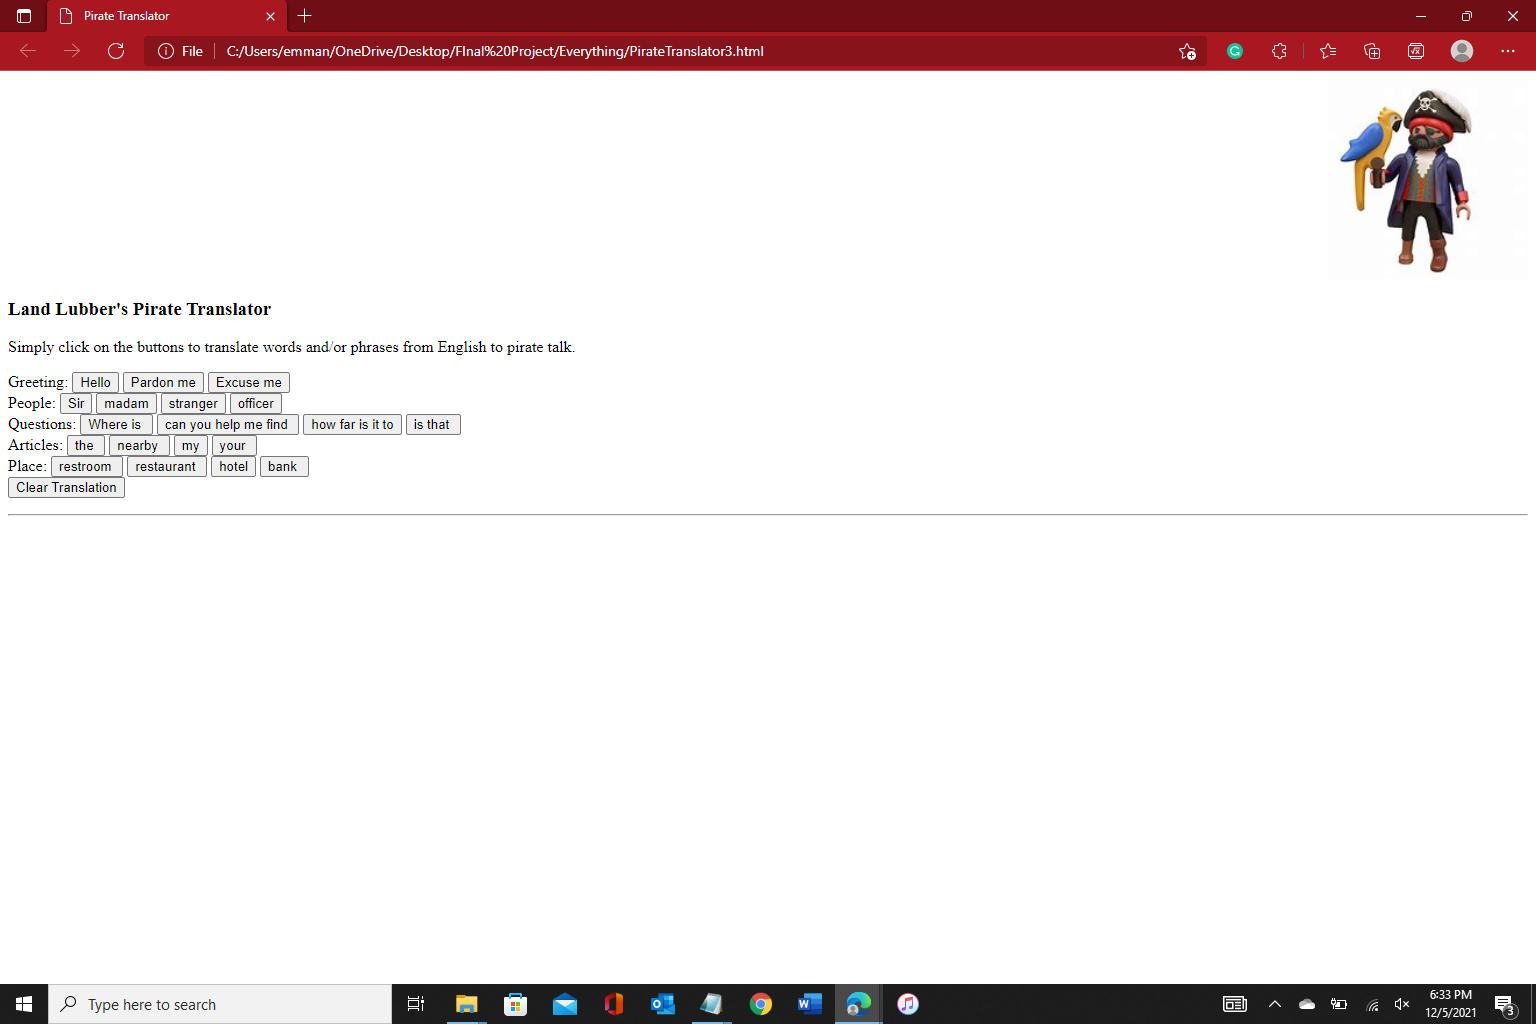 Pirate Translator
File C:/Users/emman/OneDrive/Desktop/FInal%20Project/Everything/PirateTranslator3.html
Land Lubber's Pirate Translator
Simply click on the buttons to translate words and/or phrases from English to pirate talk.
Greeting: Hello Pardon me Excuse me
People: Sir madam stranger officer
Questions: Where is can you help me find how far is it to is that
Articles: the nearby my your
Place: restroom restaurant hotel bank
Clear Translation
Type here to search
6:33 PM
12/5/2021
3